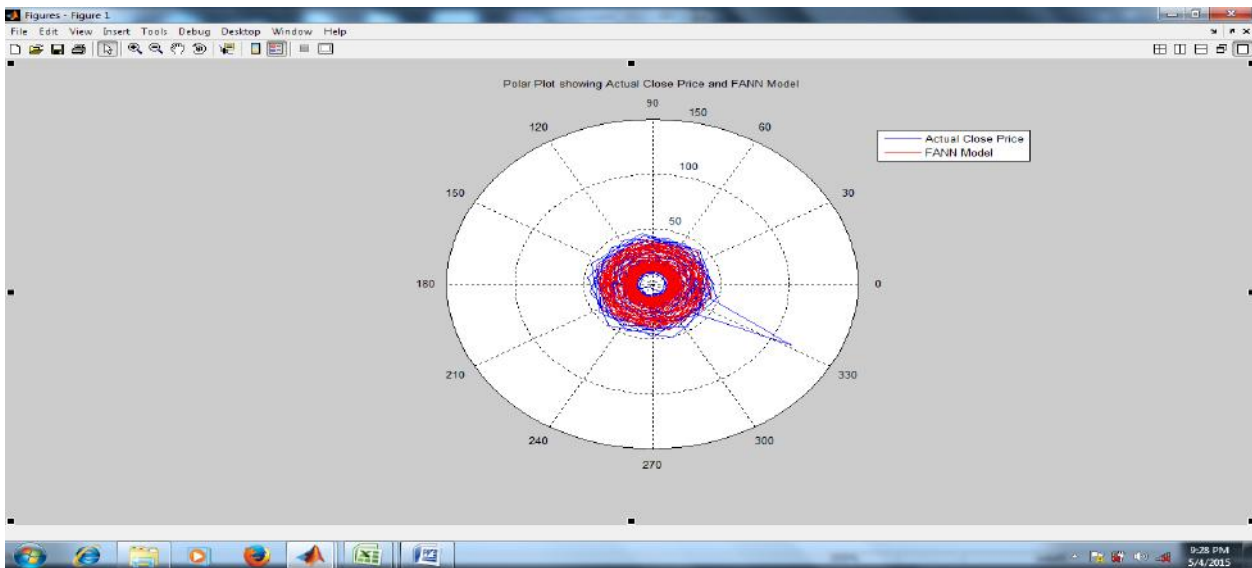 Figures - Figure 1
File Edit View Insert Tools Debug Desktop Window Help
Polar Plot showing Actual Close Price and FANN Model
90
150
120
60
Actual Close Price
FANN Model
100
150
30
50
180
0
210
330
240
300
270
9:28 PM
5/4/2015